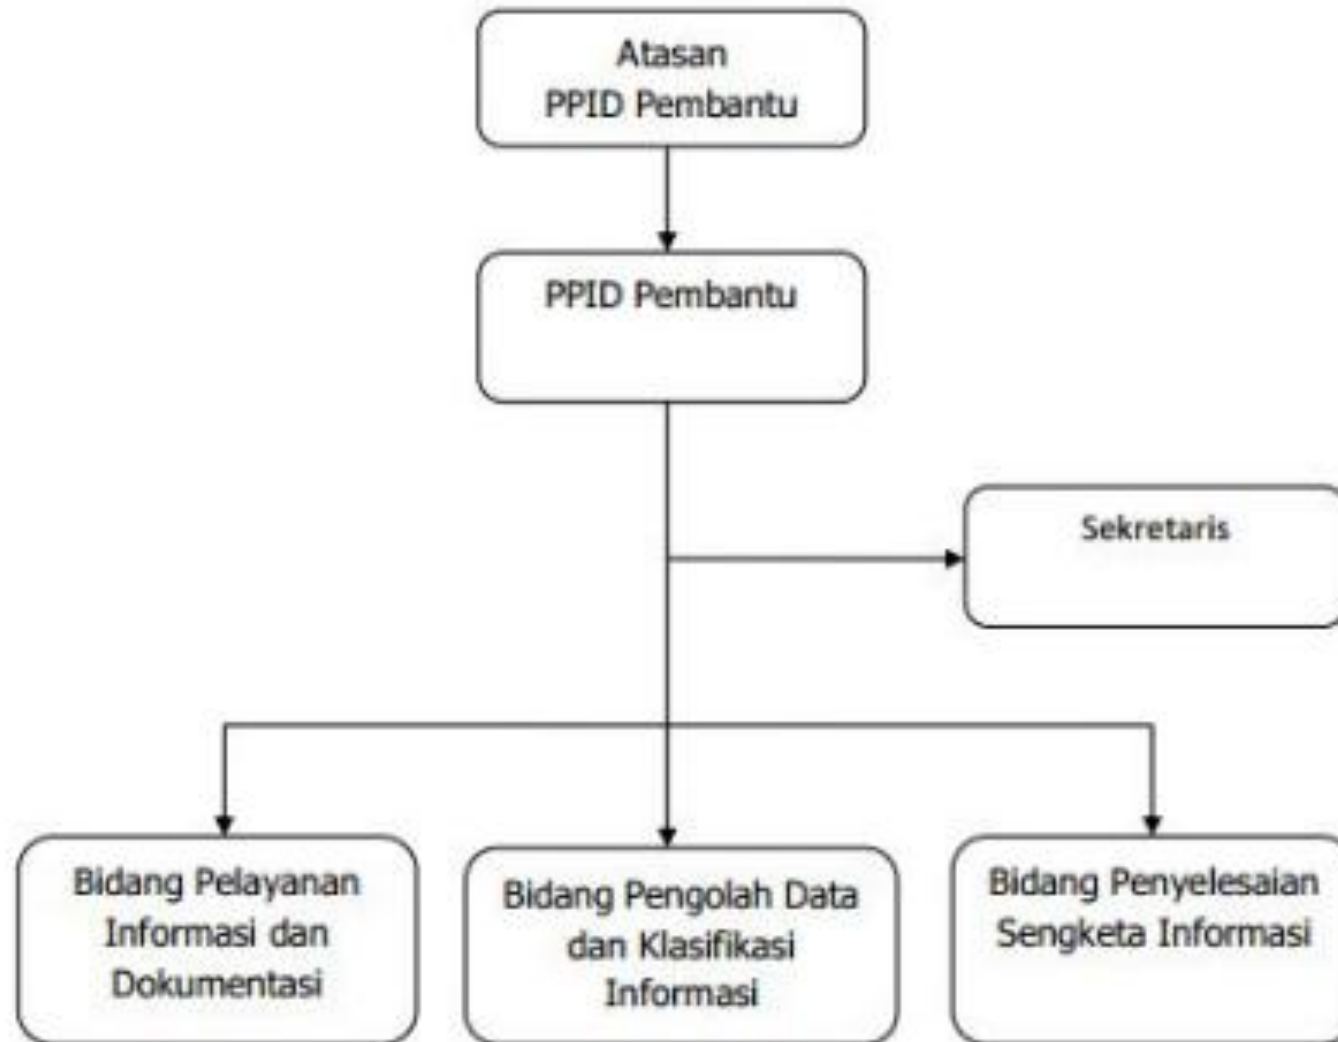 Atasan
PPID Pembantu
PPID Pembantu
Sekretaris
Bidang Pelayanan
Informasi dan
Dokumentasi
Bidang Pengolah Data
dan Klasifikasi
Informasi
Bidang Penyelesaian
Sengketa Informasi